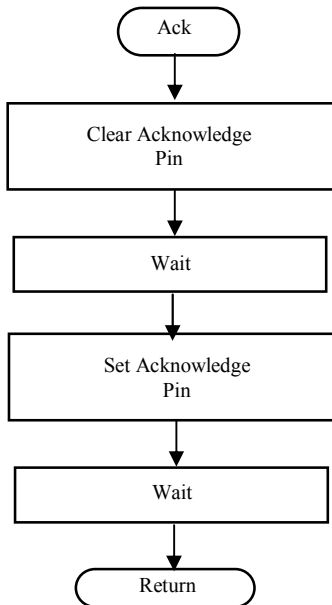 Ack
Clear Acknowledge
Pin
Wait
Set Acknowledge
Pin
Wait
Return